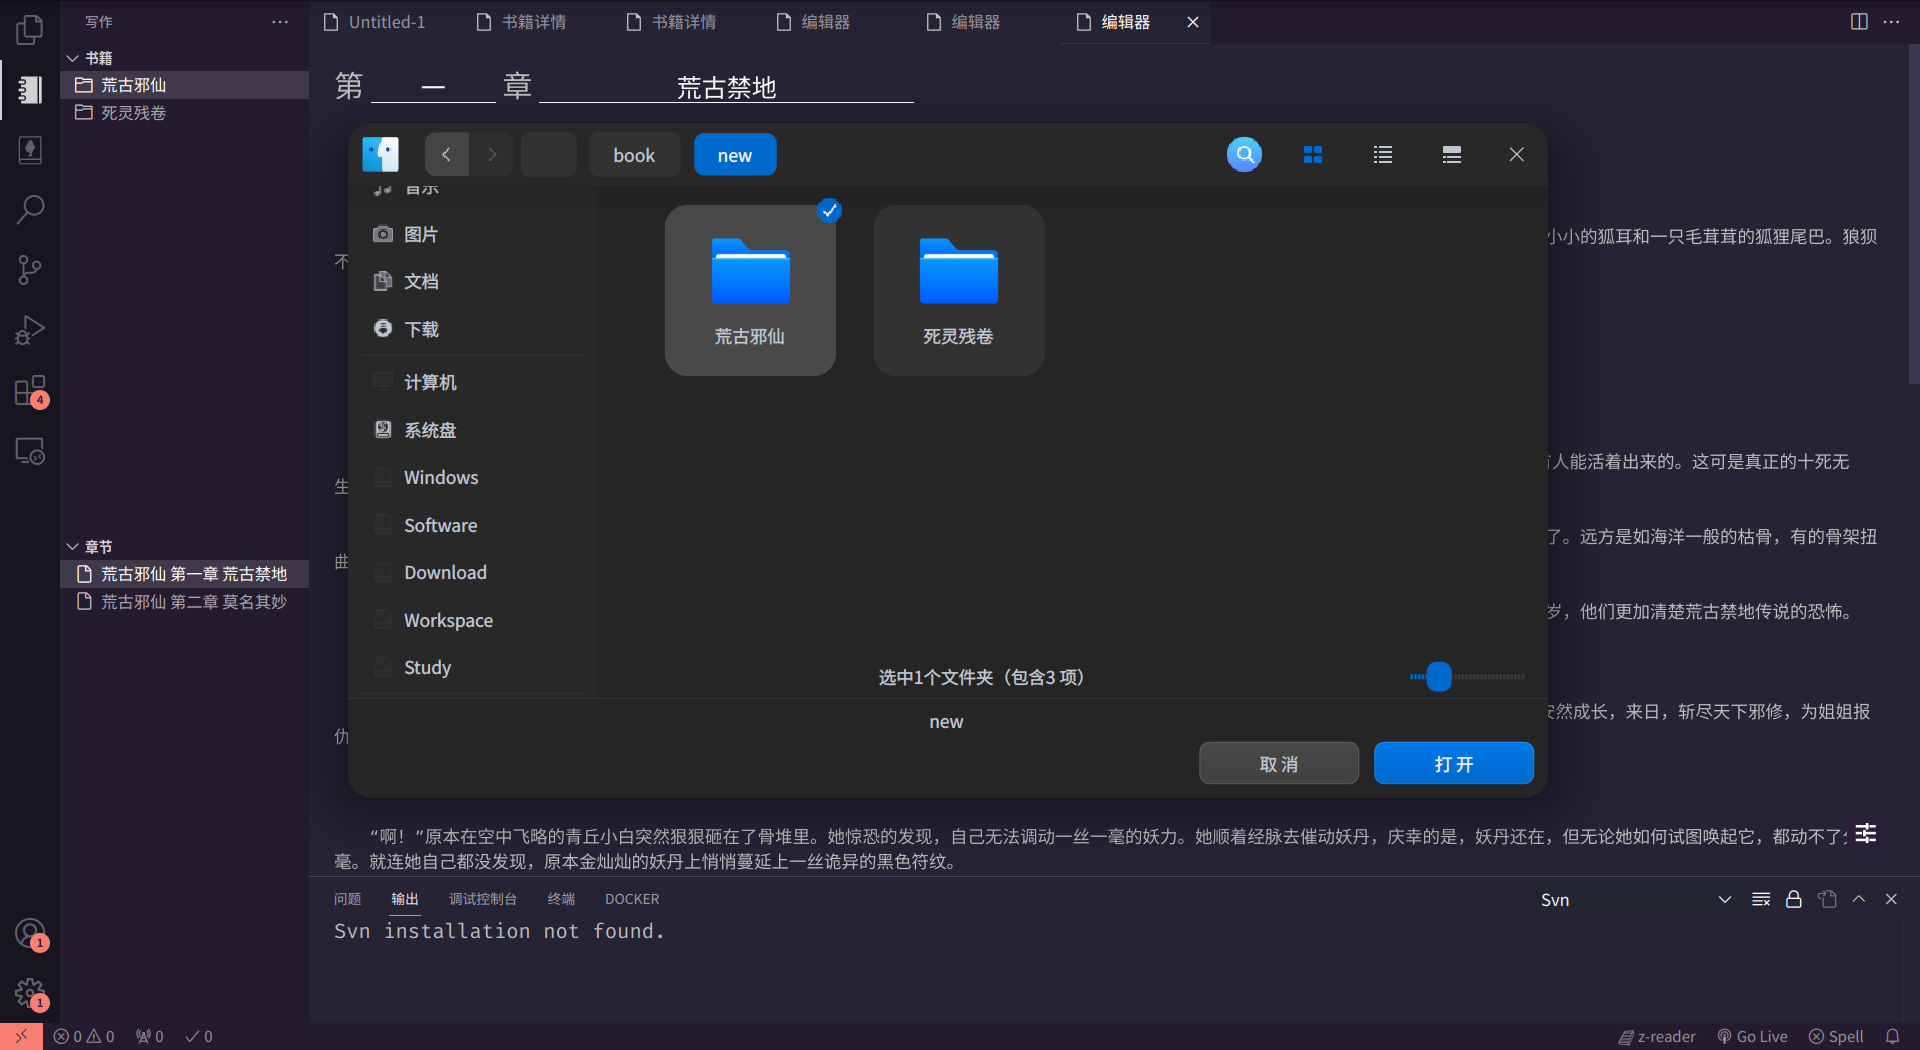 写作
Untitled-1
书籍详情
书籍详情
编辑器
编辑器
编辑器
书籍
荒古邪仙
死灵残卷
第 一 章 荒古禁地
book
new
音乐
图片
文档
下载
计算机
系统盘
Windows
Software
Download
Workspace
Study
荒古邪仙
死灵残卷
小小的狐耳和一只毛茸茸的狐狸尾巴。狼狈
不
人能活着出来的。这可是真正的十死无
生
了。远方是如海洋一般的枯骨，有的骨架扭
曲
岁，他们更加清楚荒古禁地传说的恐怖。
安然成长，来日，斩尽天下邪修，为姐姐报
仇
选中1个文件夹（包含3 项）
new
取 消
打 开
章节
荒古邪仙 第一章 荒古禁地
荒古邪仙 第二章 莫名其妙
“啊！”原本在空中飞略的青丘小白突然狠狠砸在了骨堆里。她惊恐的发现，自己无法调动一丝一毫的妖力。她顺着经脉去催动妖丹，庆幸的是，妖丹还在，但无论她如何试图唤起它，都动不了分
毫。就连她自己都没发现，原本金灿灿的妖丹上悄悄蔓延上一丝诡异的黑色符纹。
问题
输出
调试控制台
终端
DOCKER
Svn
Svn installation not found.
4
1
1
0
0
0
0
z-reader
Go Live
Spell